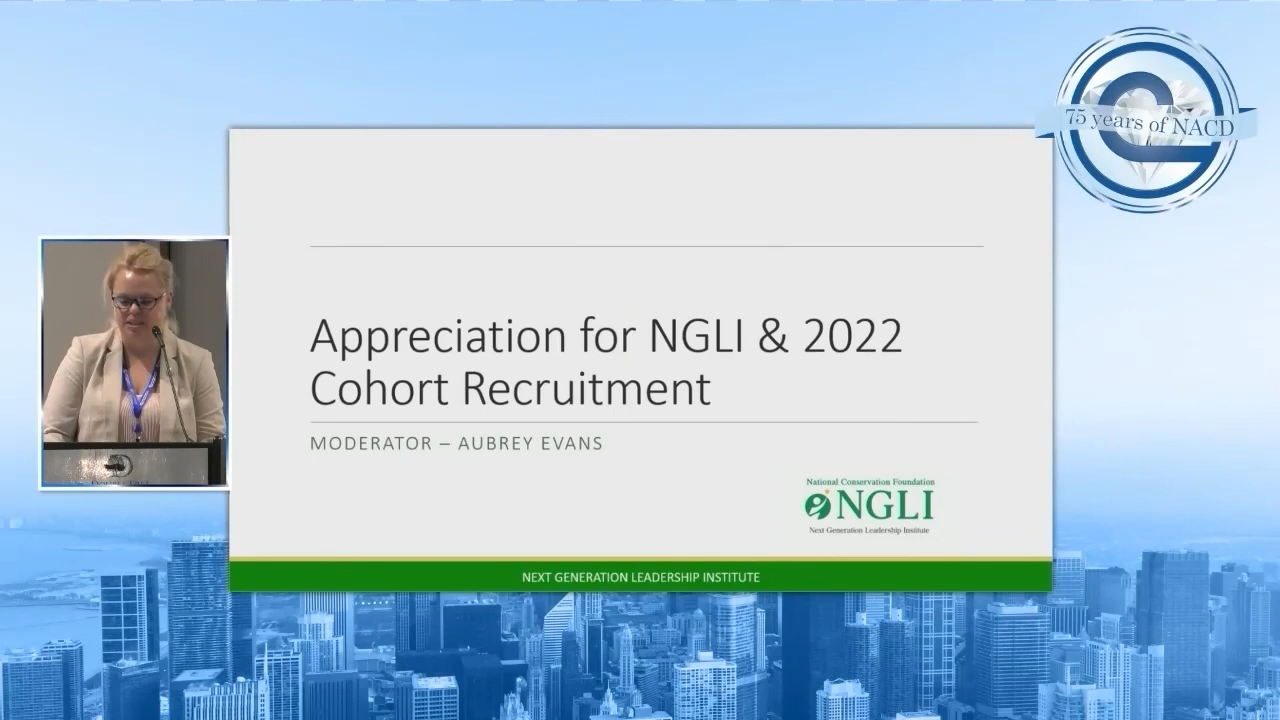 75 years of NACD
Appreciation for NGLI & 2022
Cohort Recruitment
MODERATOR – AUBREY EVANS
National Conservation Foundation
NGLI
Next Generation Leadership Institute
NEXT GENERATION LEADERSHIP INSTITUTE